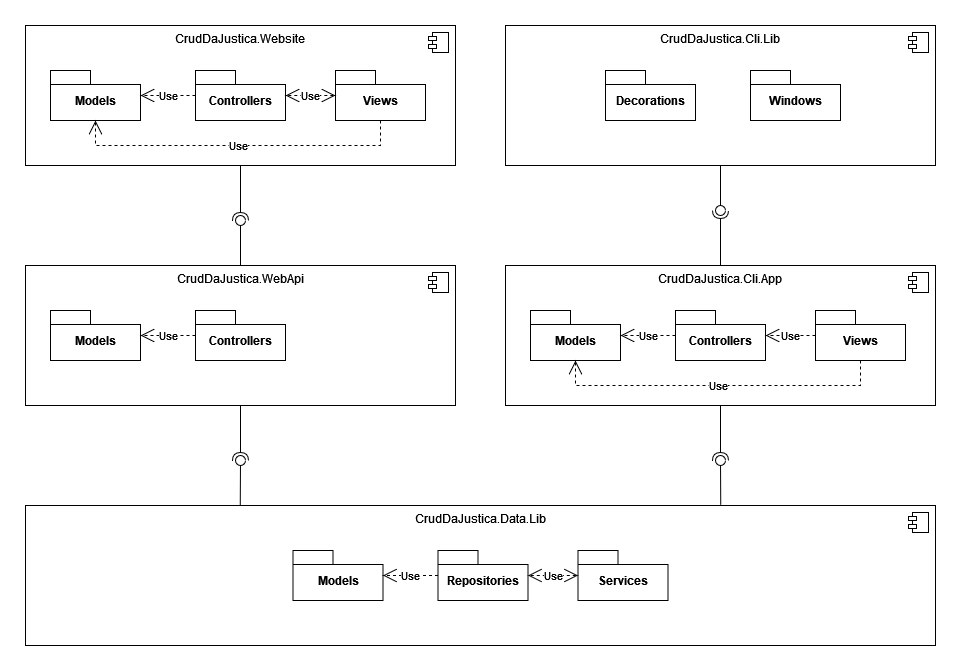 CrudDaJustica.Website
Models
Use
Controllers
Use
Views
Use
CrudDaJustica.Cli.Lib
Decorations
Windows
CrudDaJustica.WebApi
Models
Use
Controllers
CrudDaJustica.Cli.App
Models
Use
Controllers
Use
Views
Use
CrudDaJustica.Data.Lib
Models
Use
Repositories
Use
Services